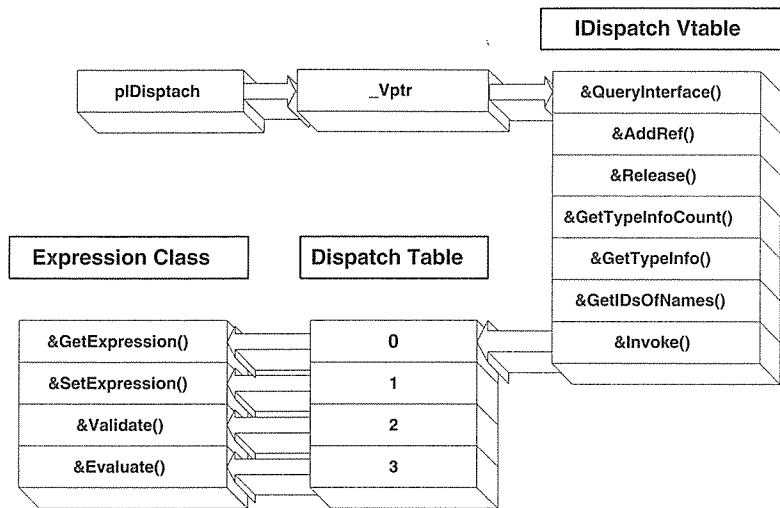 IDispatch Vtable
pIDisptach
_Vptr
&QueryInterface()
&AddRef()
&Release()
&GetTypeInfoCount()
&GetTypeInfo()
&GetIDsOfNames()
&Invoke()
Expression Class
Dispatch Table
&GetExpression()
0
&SetExpression()
1
&Validate()
2
&Evaluate()
3